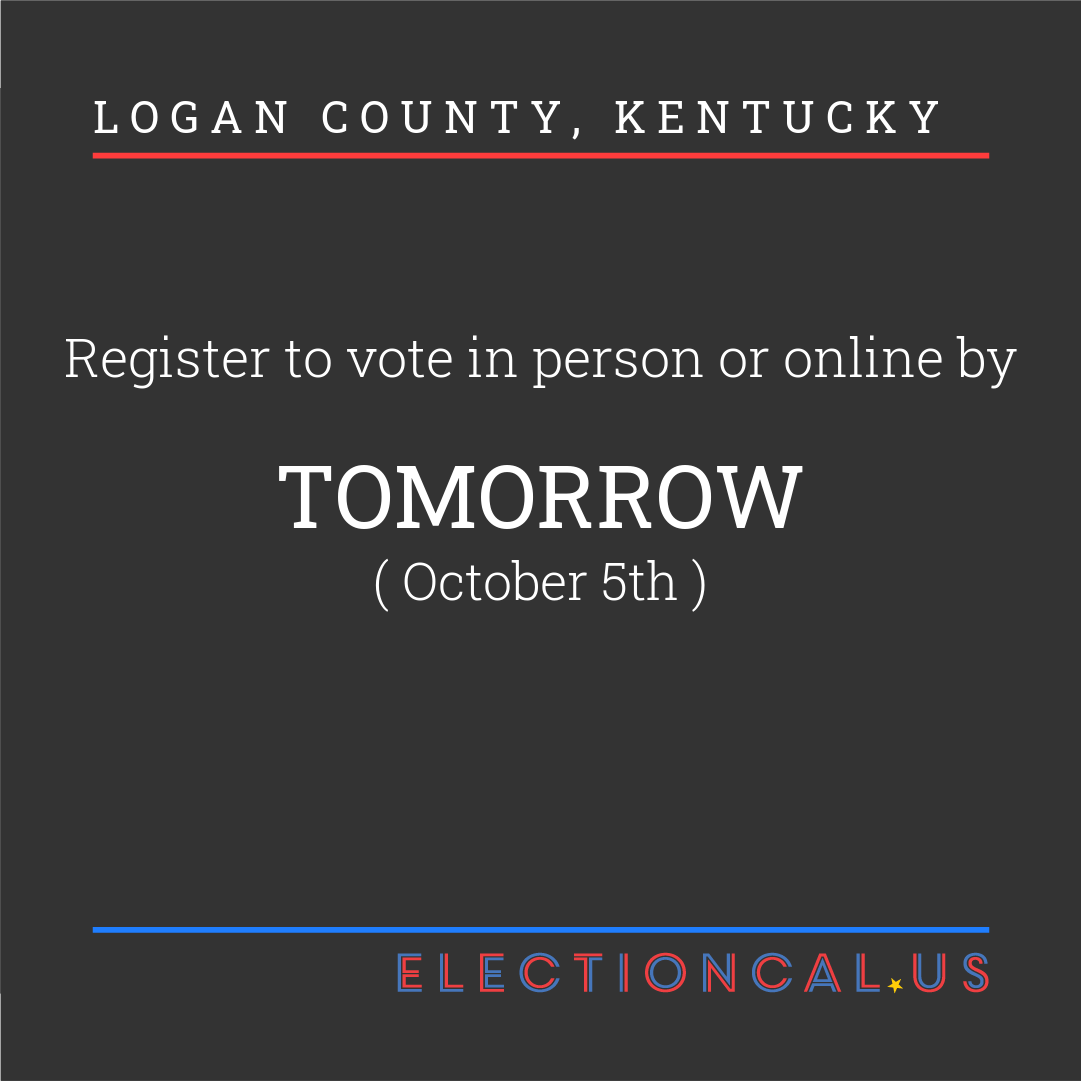 LOGAN COUNTY, KENTUCKY
Register to vote in person or online by
TOMORROW
( October 5th )
ELECTIONCAL.US